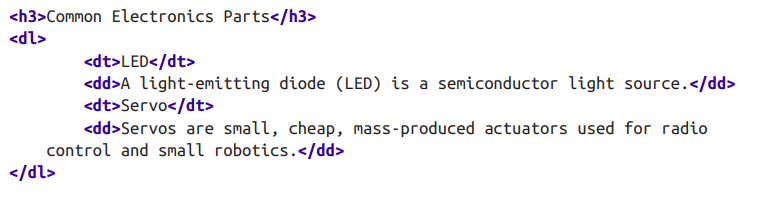 <h3>Common Electronics Parts</h3>
<dl>
<dt>LED</dt>
<dd>A light-emitting diode (LED) is a semiconductor light source.</dd>
<dt>Servo</dt>
<dd>Servos are small, cheap, mass-produced actuators used for radio
control and small robotics.</dd>
</dl>